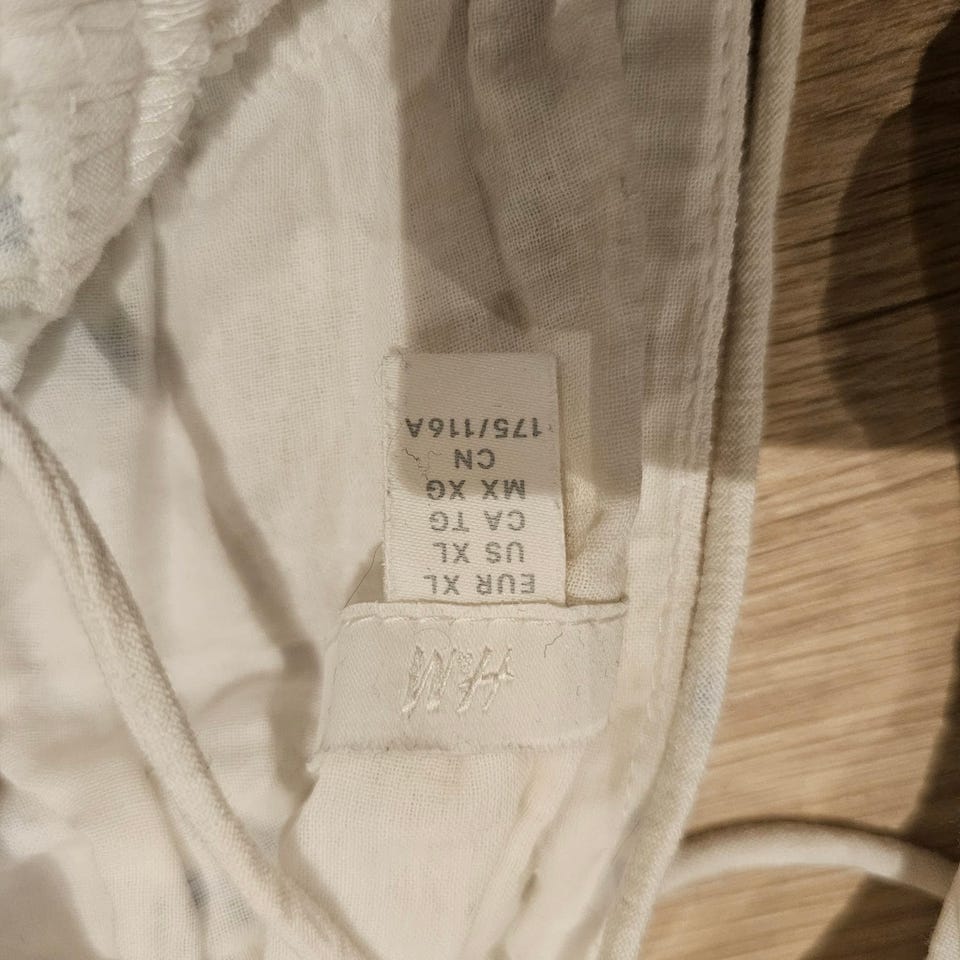 H&M
EUR XL
US XL
CA TG
MX XG
CN
175/116A